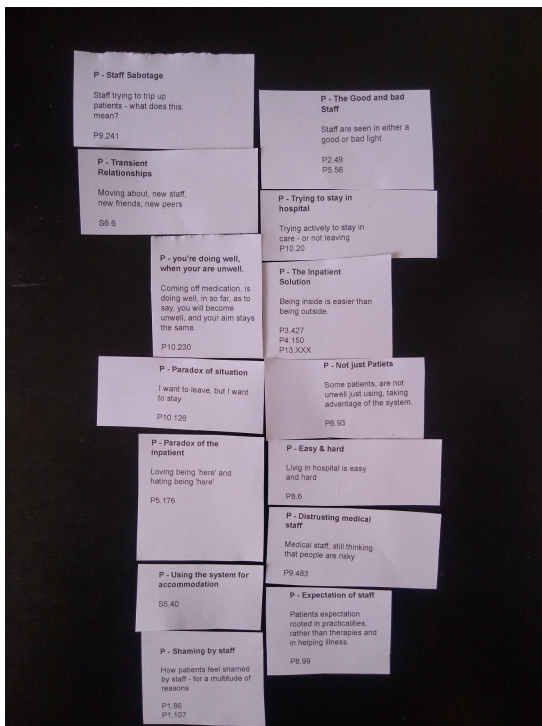 P - Staff Sabotage
Staff trying to trip up
patients - what does this
mean?
P9.241
P - Transient
Relationships
Moving about, new staff,
new friends, new peers
S6.6
P - you're doing well,
when your are unwell.
Coming off medication, is
doing well, in so far, as to
say, you will become
unwell, and your aim stays
the same.
P10.230
P - Paradox of situation
I want to leave, but I want
to stay
P10.126
P - Paradox of the
inpatient
Loving being 'here' and
hating being 'here'
P5.176
P - Using the system for
accommodation
S5.40
P - Shaming by staff
How patients feel shamed
by staff - for a multitude of
reasons
P1.86
P1.107
P - The Good and bad
Staff
Staff are seen in either a
good or bad light
P2.49
P5.56
P - Trying to stay in
hospital
Trying actively to stay in
care - or not leaving
P10.20
P - The Inpatient
Solution
Being inside is easier than
being outside.
P3.427
P4.150
P13.XXX
P - Not just Patiets
Some patients, are not
unwell just using, taking
advantage of the system.
P6.93
P - Easy & hard
Livig in hospital is easy
and hard
P8.6
P - Distrusting medical
staff
Medical staff, still thinking
that people are risky
P9.483
P - Expectation of staff
Patients expectation
rooted in practicalities,
rather than therapies and
in helping illness.
P8.99